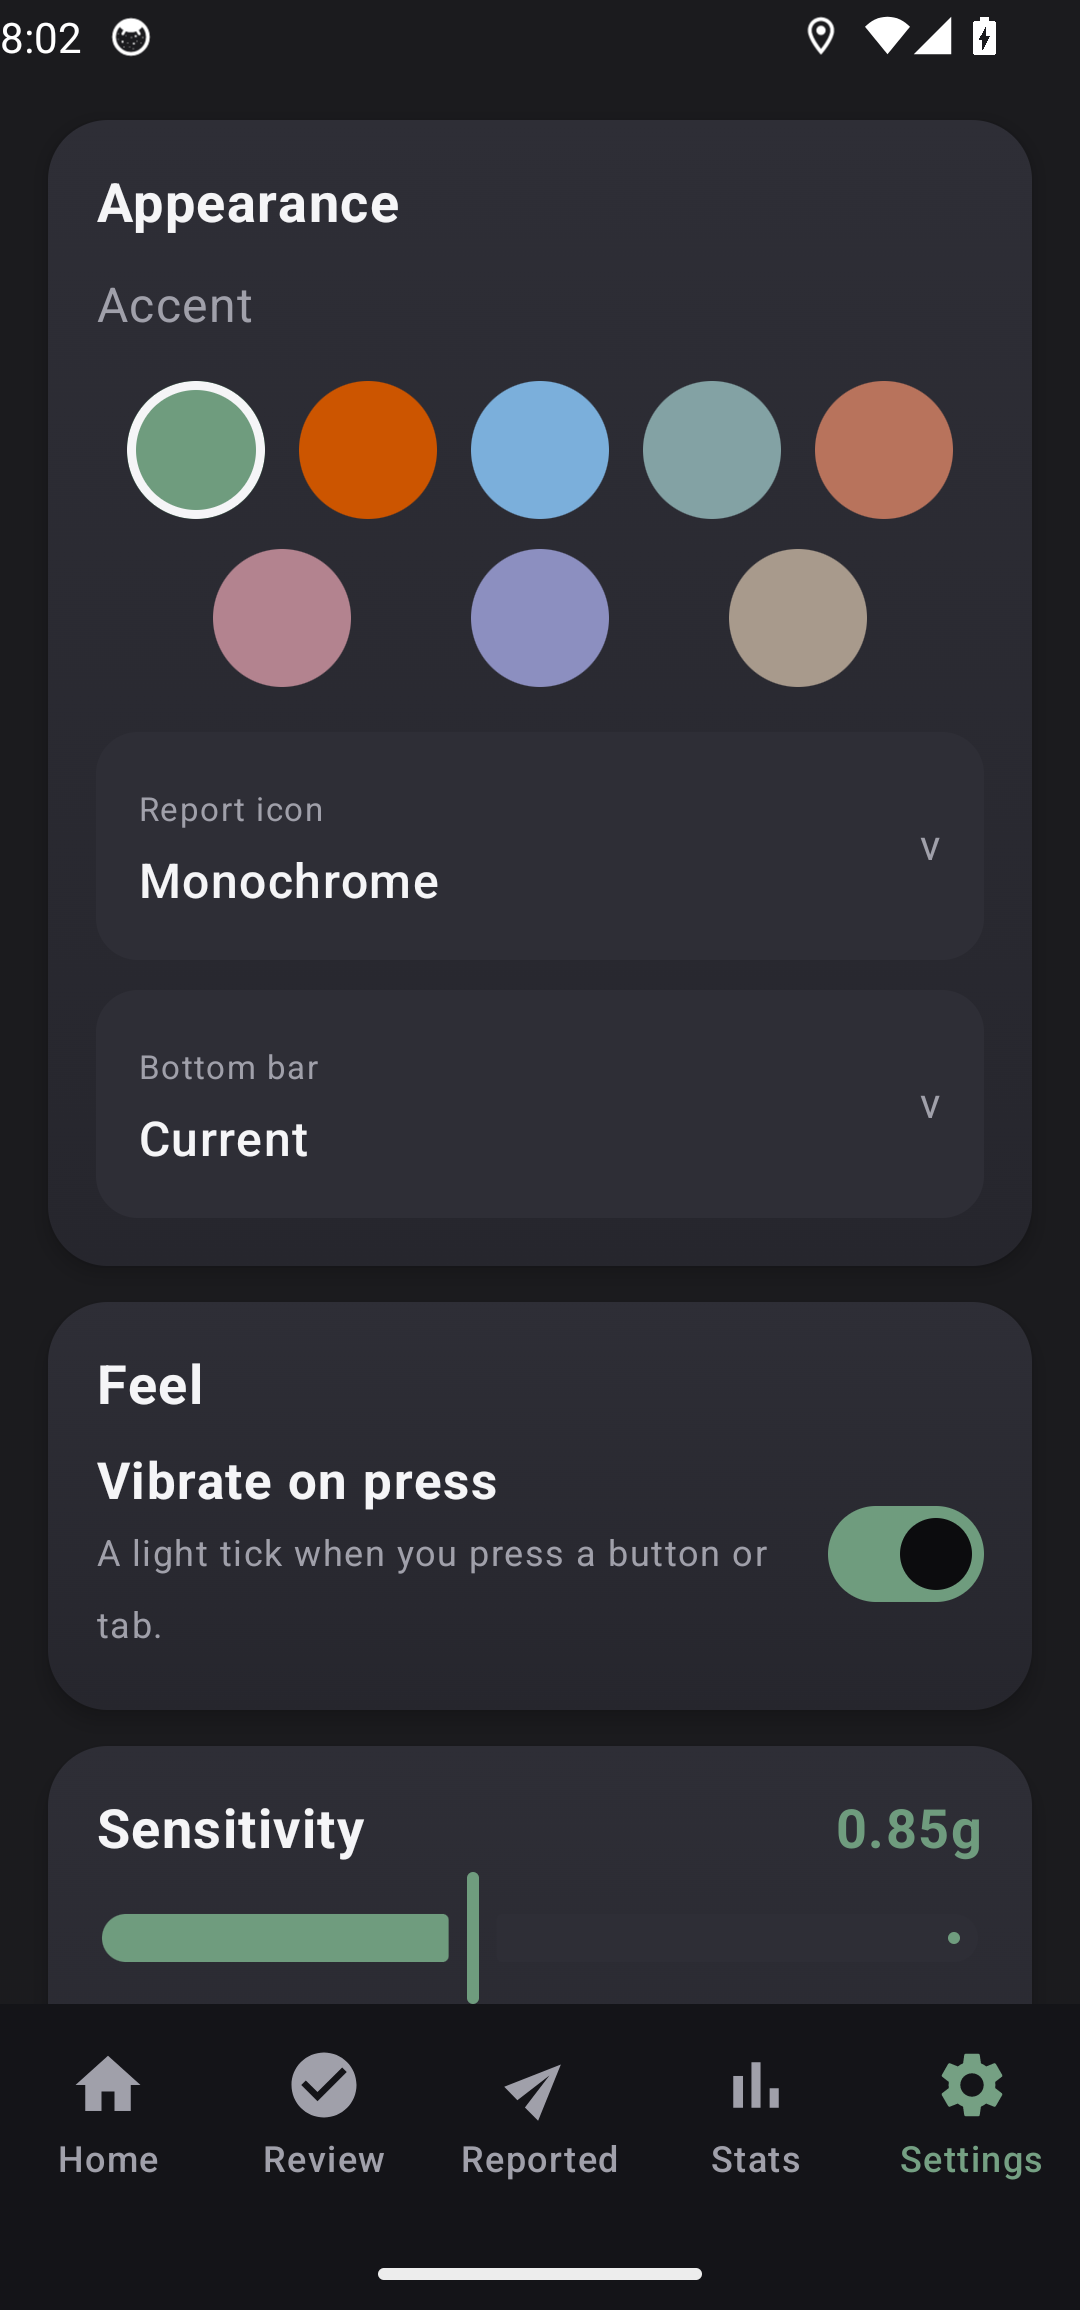 8:02
Appearance
Accent
Report icon
Monochrome
v
Bottom bar
Current
v
Feel
Vibrate on press
A light tick when you press a button or
tab.
Sensitivity
0.85g
Home
Review
Reported
Stats
Settings